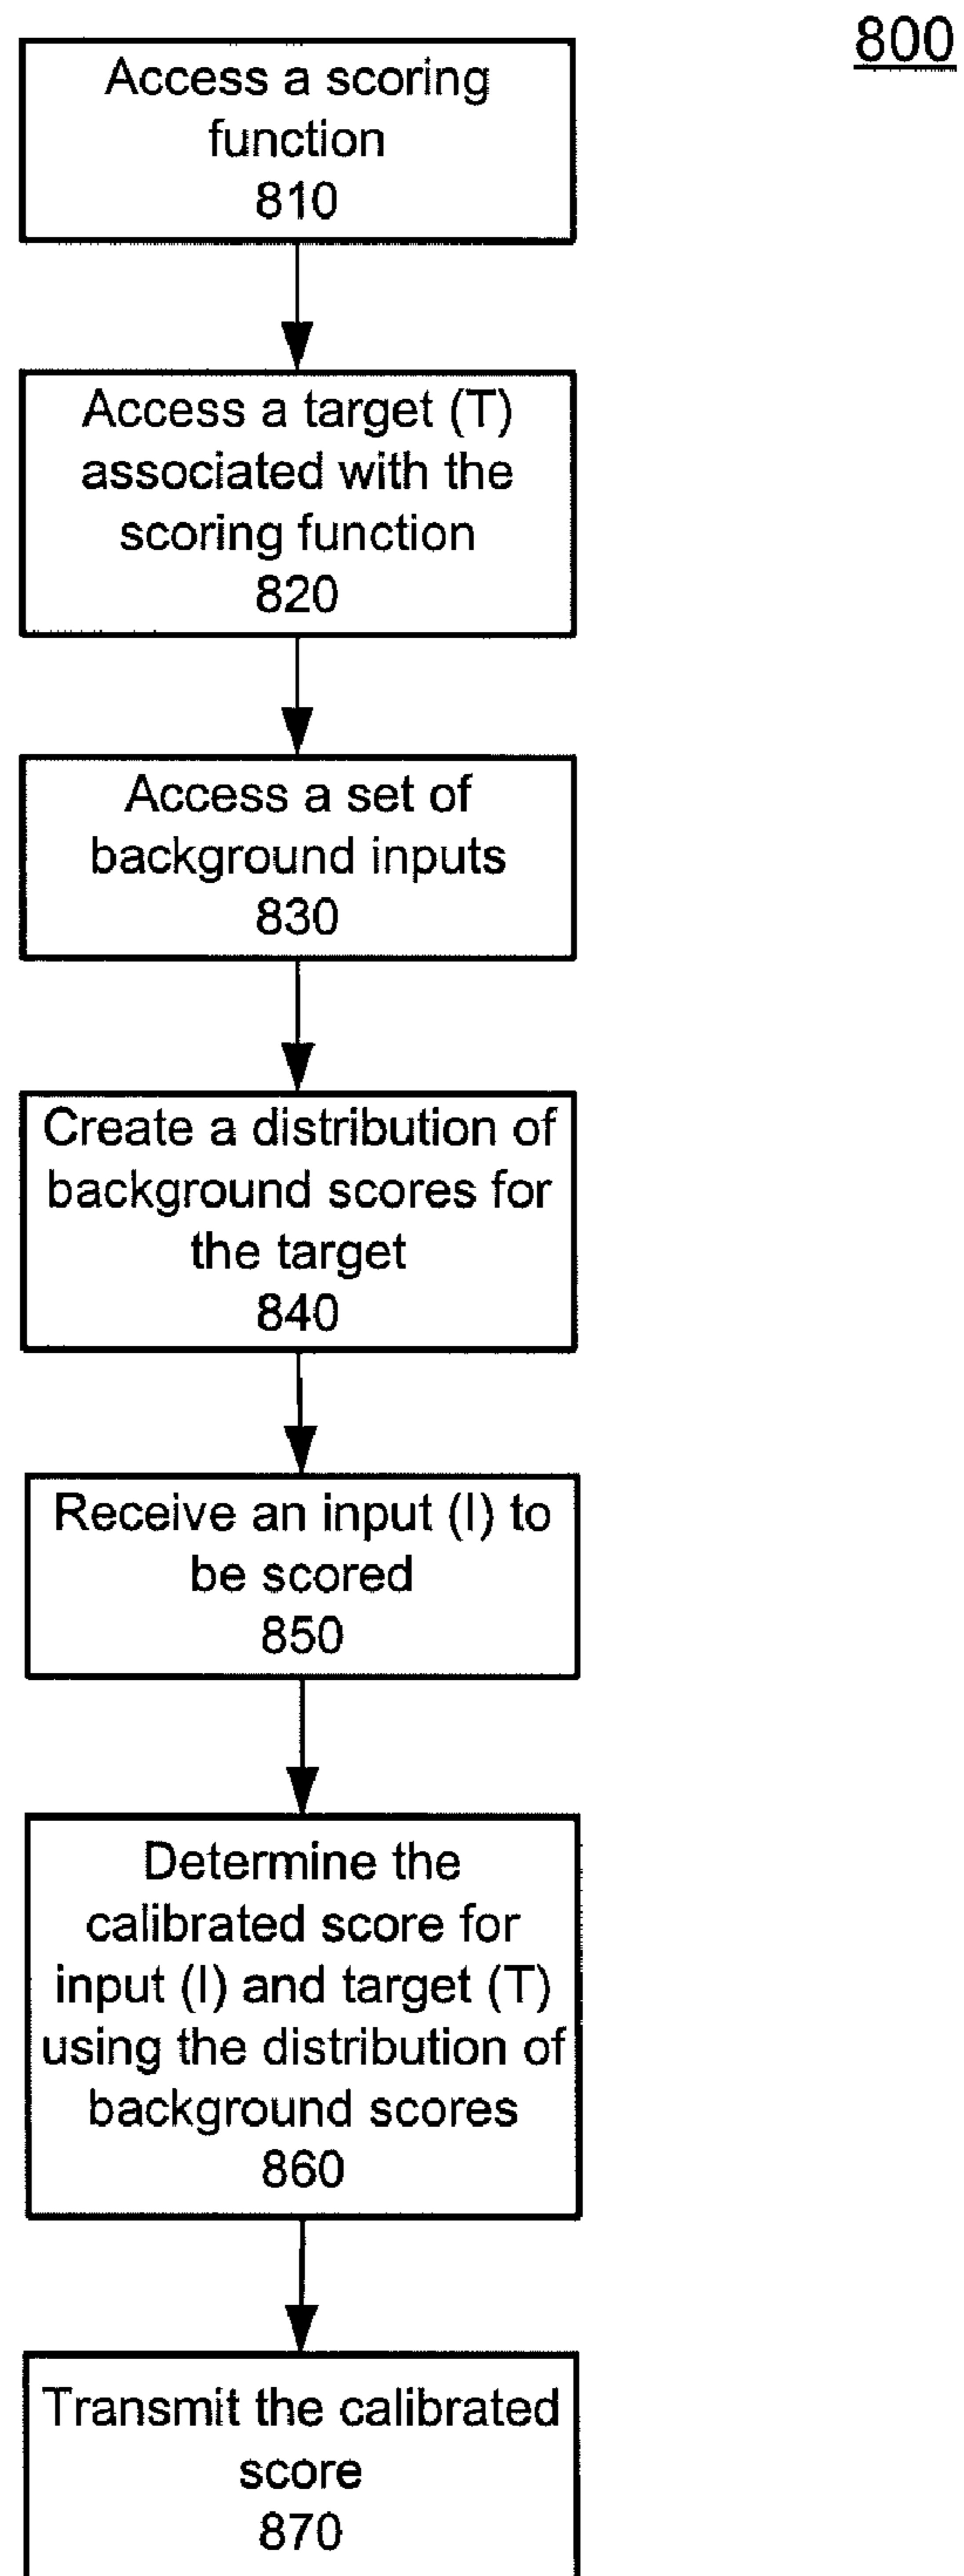 800
Access a scoring
function
810
Access a target (T)
associated with the
scoring function
820
Access a set of
background inputs
830
Create a distribution of
background scores for
the target
840
Receive an input (I) to
be scored
850
Determine the
calibrated score for
input (I) and target (T)
using the distribution of
background scores
860
Transmit the calibrated
score
870